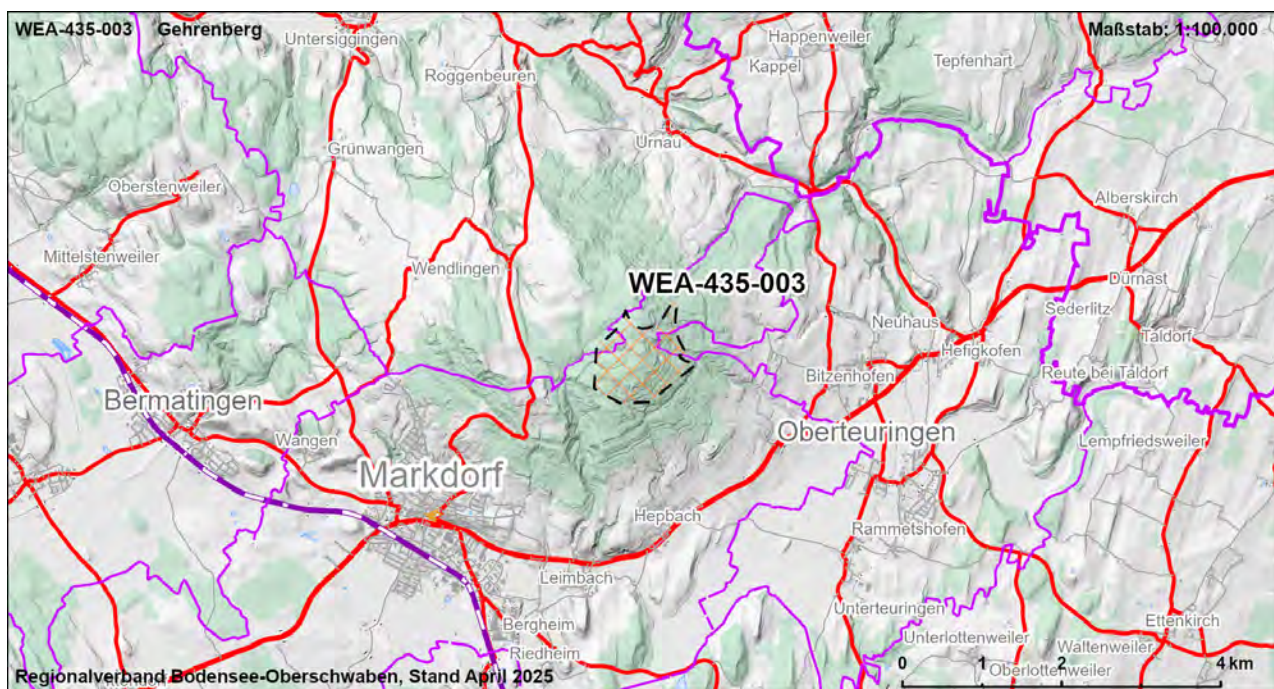 WEA-435-003 Gehrenberg
Maßstab: 1:100.000
Untersiggingen
Happenweiler
Kappel
Tepfenhart
Roggenbeuren
Urnau
Grünwangen
Oberstenweiler
Alberskirch
Mittelstenweiler
Wendlingen
WEA-435-003
Dürnast
Sederlitz
Neuhaus
Taldorf
Hefigkofen
Bitzenhofen
Reute bei Taldorf
Bermatingen
Wangen
Oberteuringen
Lempfriedsweiler
Markdorf
Hepbach
Rammetshofen
Leimbach
Bergheim
Unterteuringen
Ettenkirch
Riedheim
Unterlottenweiler
Waltenweiler
Oberlottenweiler
0 1 2 4 km
Regionalverband Bodensee-Oberschwaben, Stand April 2025